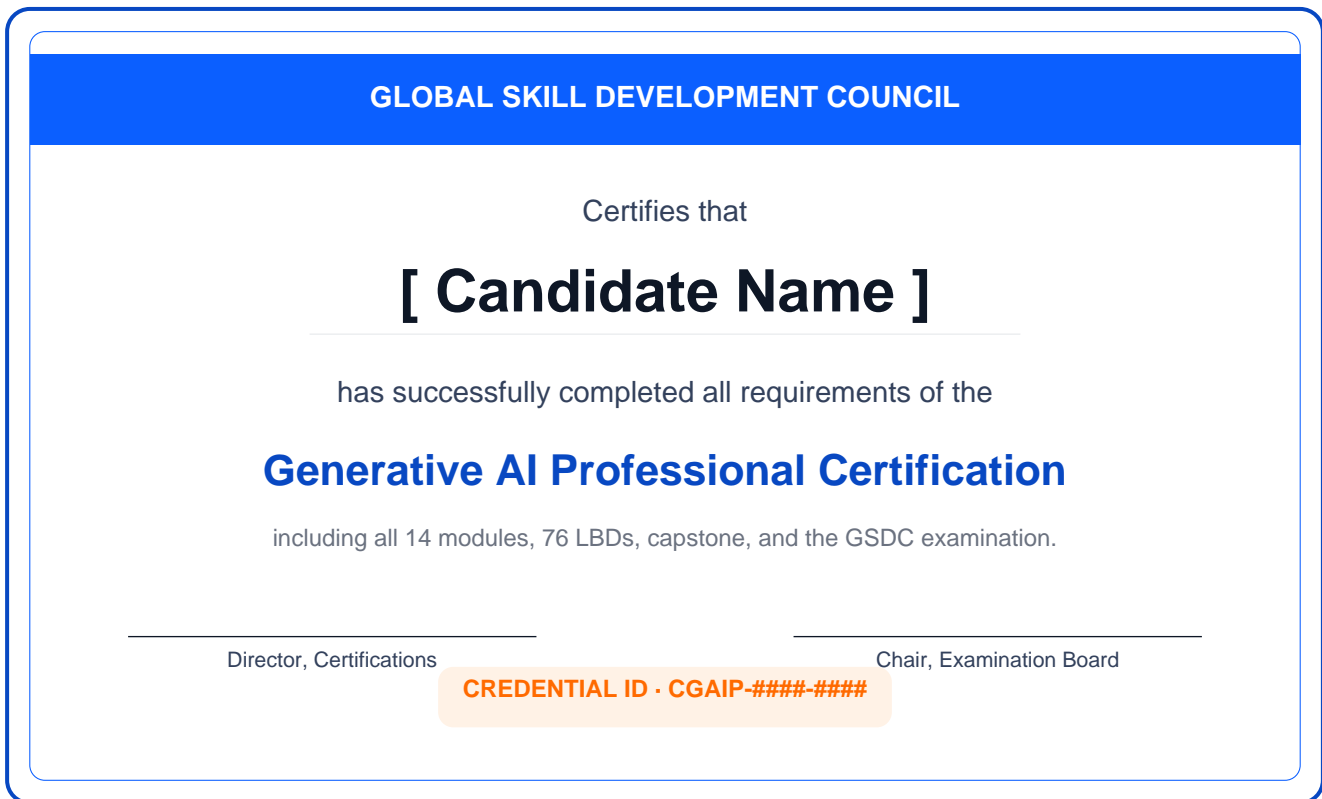 GLOBAL SKILL DEVELOPMENT COUNCIL
Certifies that
[ Candidate Name ]
has successfully completed all requirements of the
Generative AI Professional Certification
including all 14 modules, 76 LBDs, capstone, and the GSDC examination.
Director, Certifications
Chair, Examination Board
CREDENTIAL ID · CGAIP-####-####